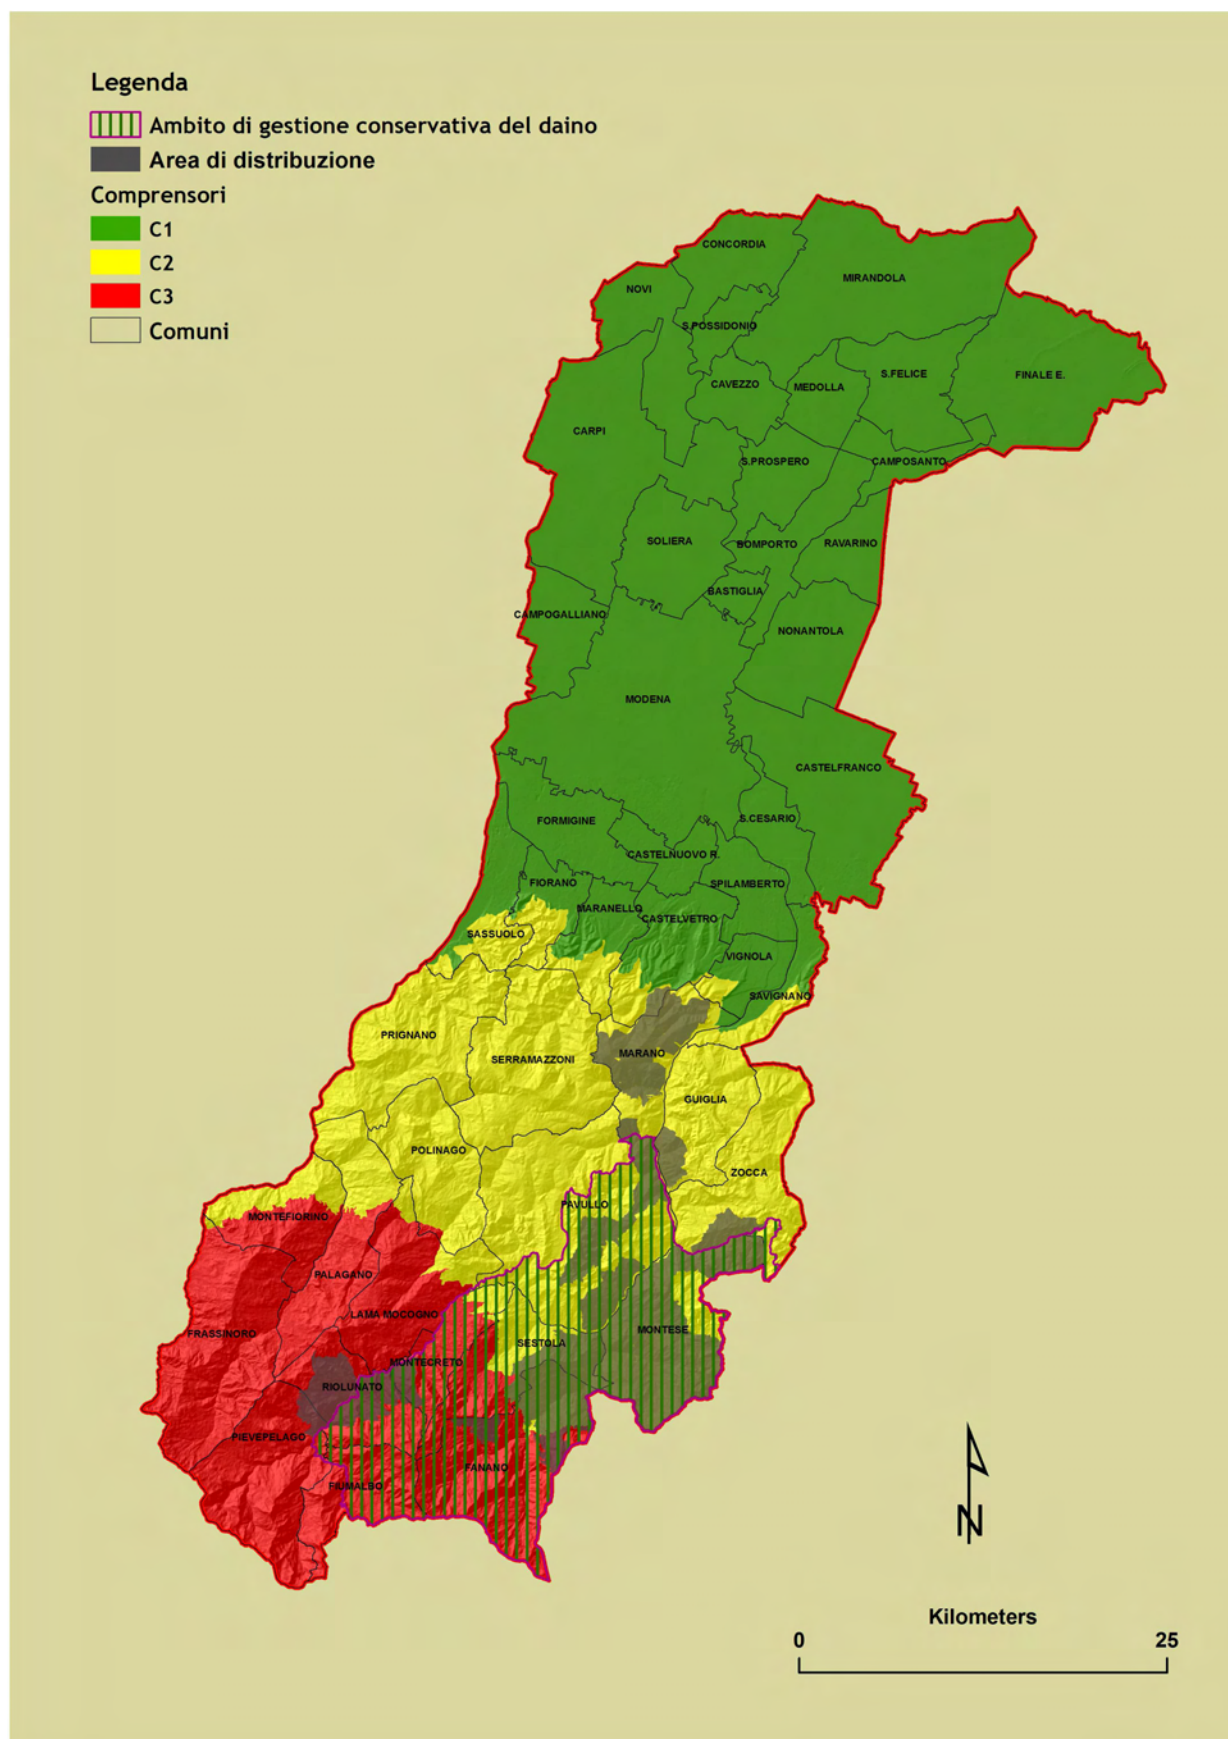 Legenda
Ambito di gestione conservativa del daino
Area di distribuzione
Comprensori
C1
C2
C3
Comuni
CONCORDIA
MIRANDOLA
NOVI
S.POSSIDONIO
S.FELICE
FINALE E.
CAVEZZO
MEDOLLA
CARPI
S.PROSPERO
CAMPOSANTO
SOLIERA
BOMPORTO
RAVARINO
BASTIGLIA
CAMPOGALLIANO
NONANTOLA
MODENA
CASTELFRANCO
FORMIGINE
S.CESARIO
CASTELNUOVO R.
FIORANO
SPILAMBERTO
MARANELLO
CASTELVETRO
SASSUOLO
VIGNOLA
SAVIGNANO
PRIGNANO
SERRAMAZZONI
MARANO
GUIGLIA
POLINAGO
ZOCCA
PAVULLO
MONTEFIORINO
PALAGANO
LAMA MOCOGNO
FRASSINORO
MONTESE
SESTOLA
MONTECRETO
RIOLUNATO
PIEVEPELAGO
FANANO
FIUMALBO
N
Kilometers
0 25